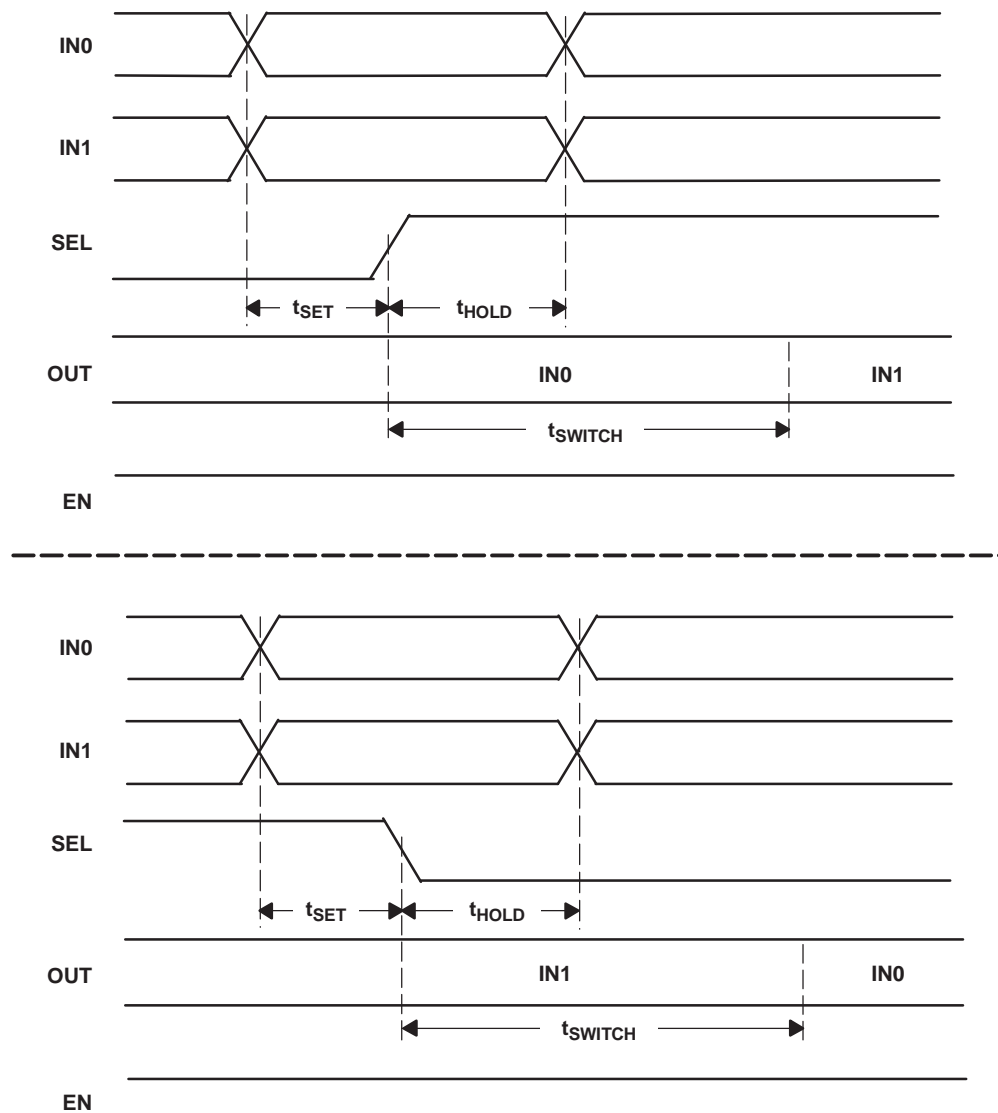 IN0
IN1
SEL
tSET tHOLD
OUT IN0 IN1
tSWITCH
EN
IN0
IN1
SEL
tSET tHOLD
OUT IN1 IN0
tSWITCH
EN